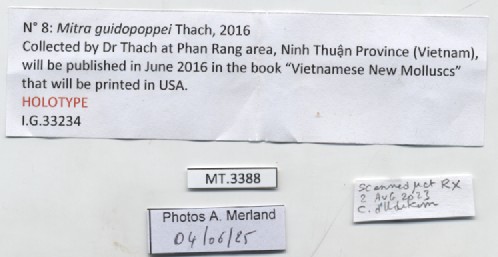 N° 8: Mitra guidopoppei Thach, 2016
Collected by Dr Thach at Phan Rang area, Ninh Thuận Province (Vietnam),
will be published in June 2016 in the book “Vietnamese New Molluscs”
that will be printed in USA.
HOLOTYPE
I.G.33234
MT.3388
Scanned µct RX
2 AUG 2023
C.
Photos A. Merland
04/06/25